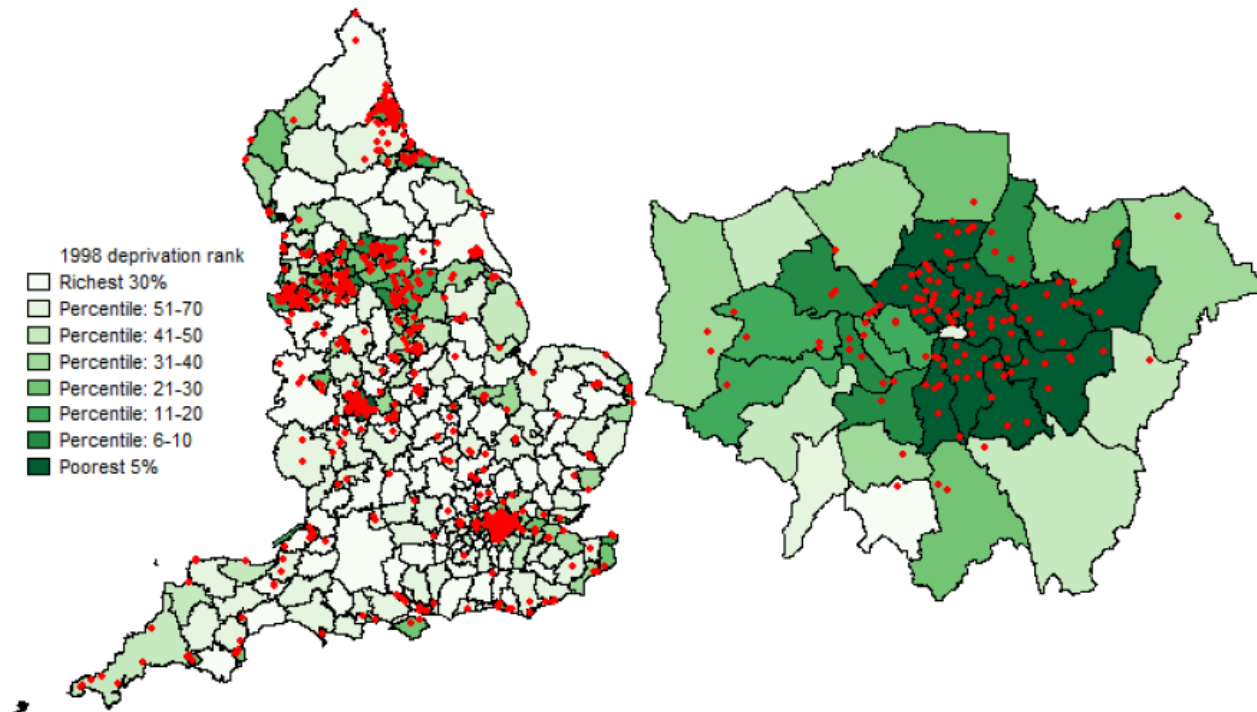 1998 deprivation rank
Richest 30%
Percentile: 51-70
Percentile: 41-50
Percentile: 31-40
Percentile: 21-30
Percentile: 11-20
Percentile: 6-10
Poorest 5%